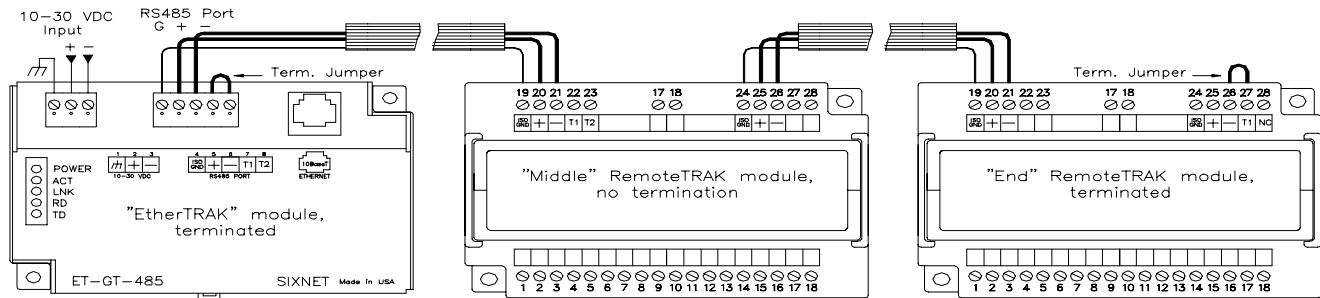 10-30 VDC
Input
+ -
RS485 Port
G + -
Term. Jumper
POWER
ACT
LNK
RD
TD
1 2 3
+ -
10-30 VDC
4 5 6 7 8
ISO GND + - T1 T2
RS485 PORT
10BaseT
ETHERNET
"EtherTRAK" module,
terminated
ET-GT-485
SIXNET Made in USA
19 20 21 22 23 17 18 24 25 26 27 28
ISO GND + - T1 T2 ISO GND + -
"Middle" RemoteTRAK module,
no termination
1 2 3 4 5 6 7 8 9 10 11 12 13 14 15 16 17 18
Term. Jumper
19 20 21 22 23 17 18 24 25 26 27 28
ISO GND + - ISO GND + - T1 NC
"End" RemoteTRAK module,
terminated
1 2 3 4 5 6 7 8 9 10 11 12 13 14 15 16 17 18